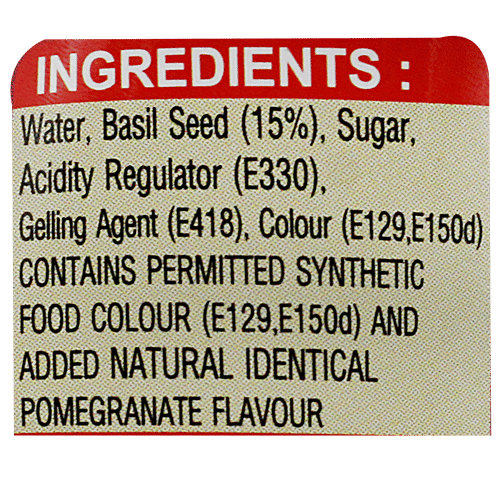 INGREDIENTS :
Water, Basil Seed (15%), Sugar,
Acidity Regulator (E330),
Gelling Agent (E418), Colour (E129,E150d)
CONTAINS PERMITTED SYNTHETIC
FOOD COLOUR (E129,E150d) AND
ADDED NATURAL IDENTICAL
POMEGRANATE FLAVOUR